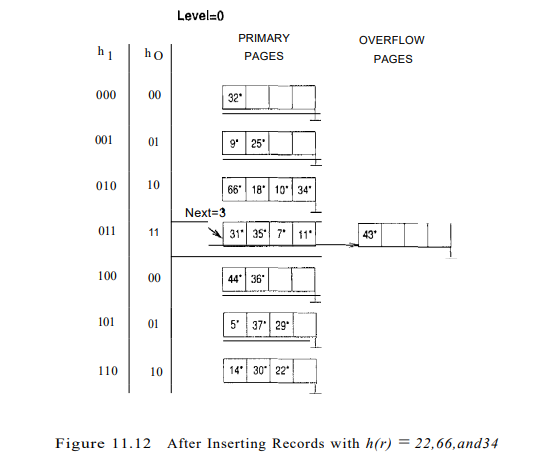 Level=0
PRIMARY OVERFLOW
h1 h0 PAGES PAGES
000 00 32*
001 01 9* 25*
010 10 66* 18* 10* 34*
Next=3
011 11 31* 35* 7* 11* 43*
100 00 44* 36*
101 01 5* 37* 29*
110 10 14* 30* 22*
Figure 11.12 After Inserting Records with h(r) = 22,66,and34